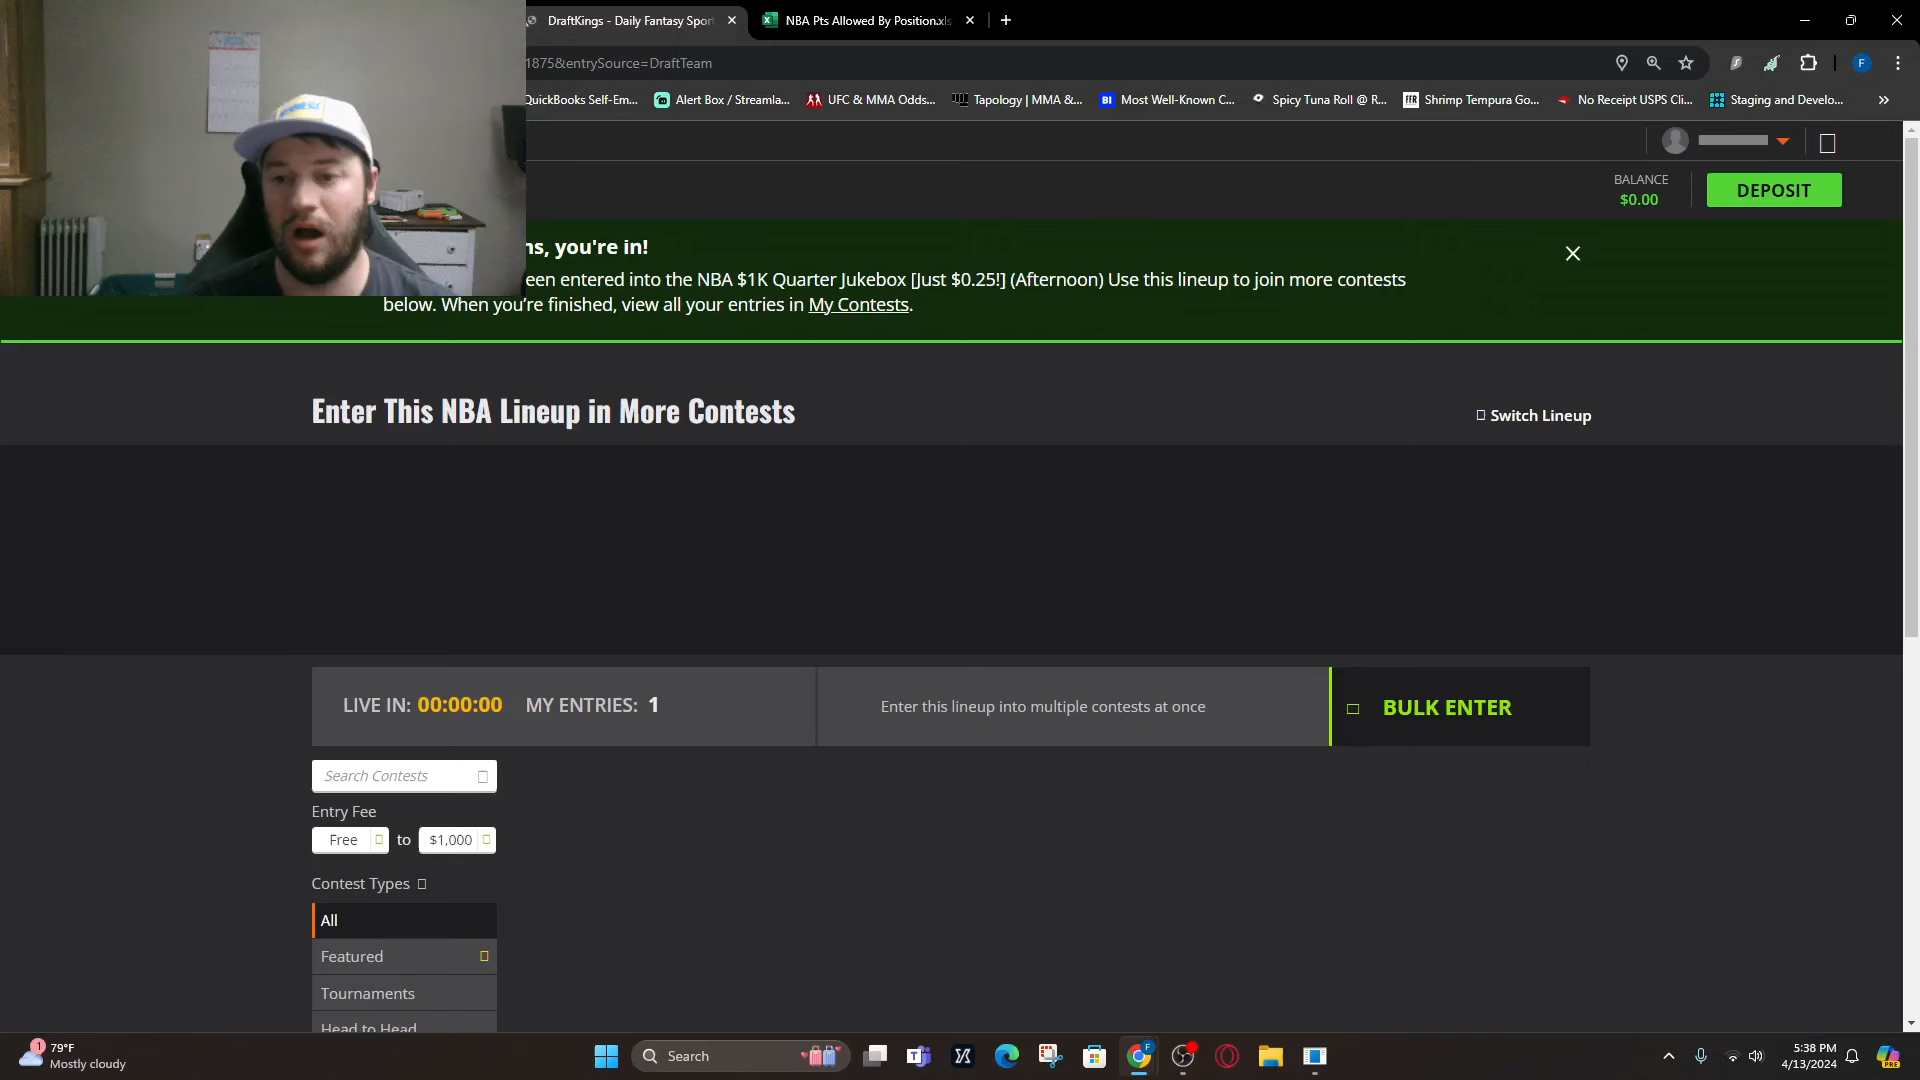 DraftKings - Daily Fantasy Sport
NBA Pts Allowed By Position.xls
1875&entrySource=DraftTeam
QuickBooks Self-Em...
Alert Box / Streamla...
UFC & MMA Odds...
Tapology | MMA &...
Most Well-Known C...
Spicy Tuna Roll @ R...
Shrimp Tempura Go...
No Receipt USPS Cli...
Staging and Develo...
BALANCE
$0.00
DEPOSIT
ns, you're in!
een entered into the NBA $1K Quarter Jukebox [Just $0.25!] (Afternoon) Use this lineup to join more contests
below. When you're finished, view all your entries in My Contests.
Enter This NBA Lineup in More Contests
Switch Lineup
LIVE IN: 00:00:00 MY ENTRIES: 1
Enter this lineup into multiple contests at once
BULK ENTER
Search Contests
Entry Fee
Free to $1,000
Contest Types
All
Featured
Tournaments
Head to Head
79°F
Mostly cloudy
Search
5:38 PM
4/13/2024